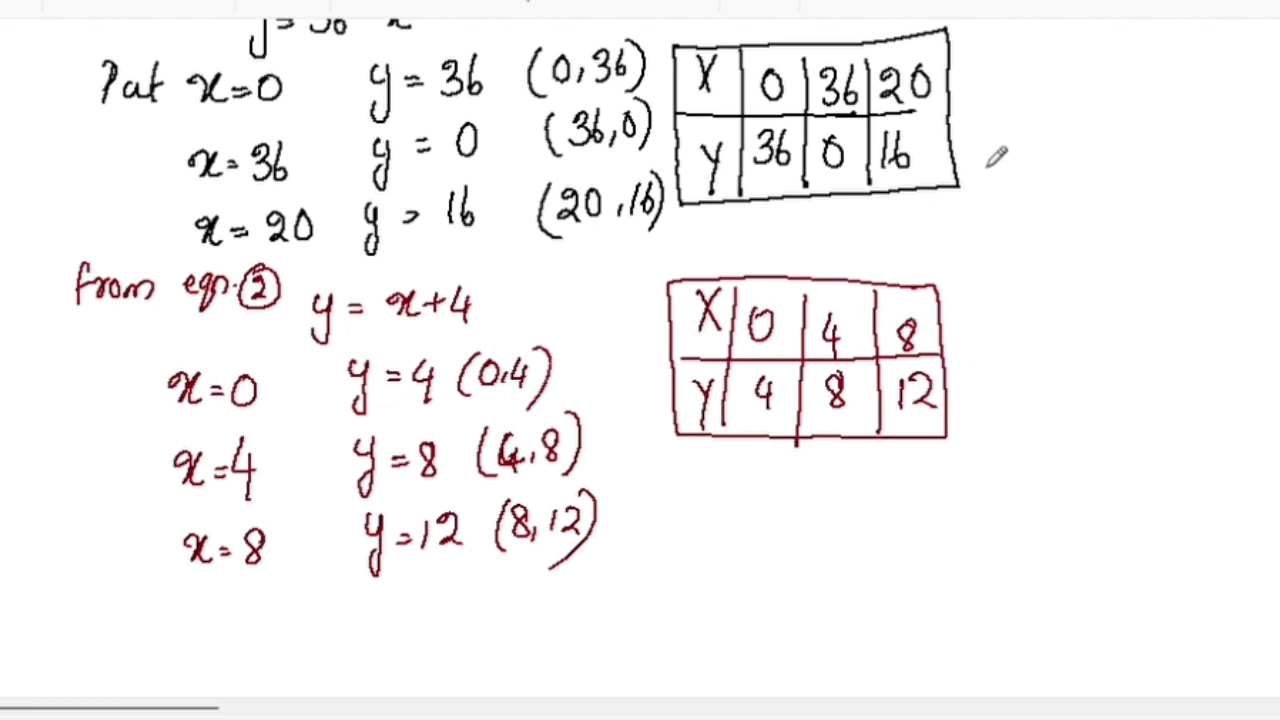 y = 36 x
Put x=0 y = 36 (0,36)
x= 36 y = 0 (36,0)
x= 20 y = 16 (20,16)
X 0 36 20
Y 36 0 16
from eqn. ② y = x+4
x=0 y = 4 (0,4)
x=4 y = 8 (4,8)
x= 8 y = 12 (8,12)
X 0 4 8
Y 4 8 12